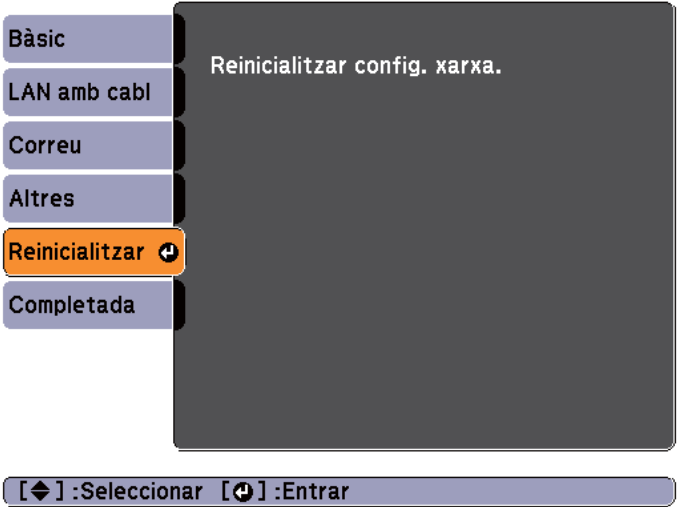 Bàsic
LAN amb cabl
Correu
Altres
Reinicialitzar
Completada
Reinicialitzar config. xarxa.
[ ] :Seleccionar [ ] :Entrar